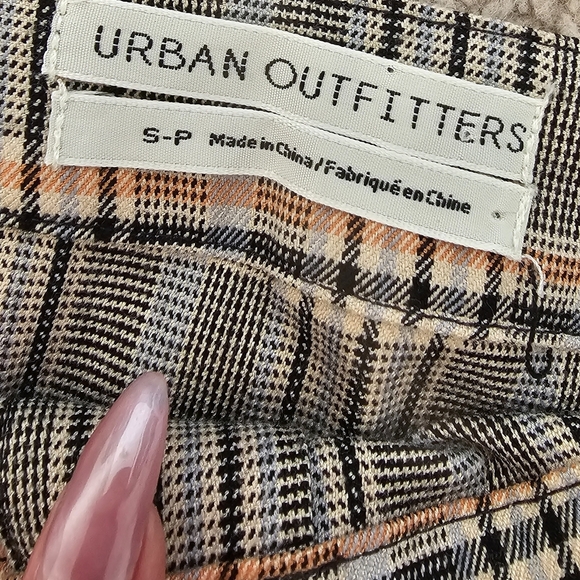 URBAN OUTFITTERS
S-P Made in China/Fabriqué en Chine